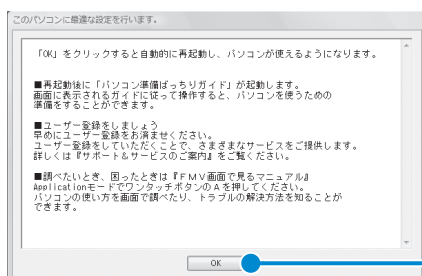 このパソコンに最適な設定を行います。
「OK」をクリックすると自動的に再起動し、パソコンが使えるようになります。
■再起動後に「パソコン準備ばっちりガイド」が起動します。
画面に表示されるガイドに従って操作すると、パソコンを使うための
準備をすることができます。
■ユーザー登録をしましょう
早めにユーザー登録をお済ませください。
ユーザー登録をしていただくことで、さまざまなサービスをご提供します。
詳しくは『サポート＆サービスのご案内』をご覧ください。
■調べたいとき、困ったときは『ＦＭＶ画面で見るマニュアル』
ApplicationモードでワンタッチボタンのAを押してください。
パソコンの使い方を画面で調べたり、トラブルの解決方法を知ることが
できます。
OK